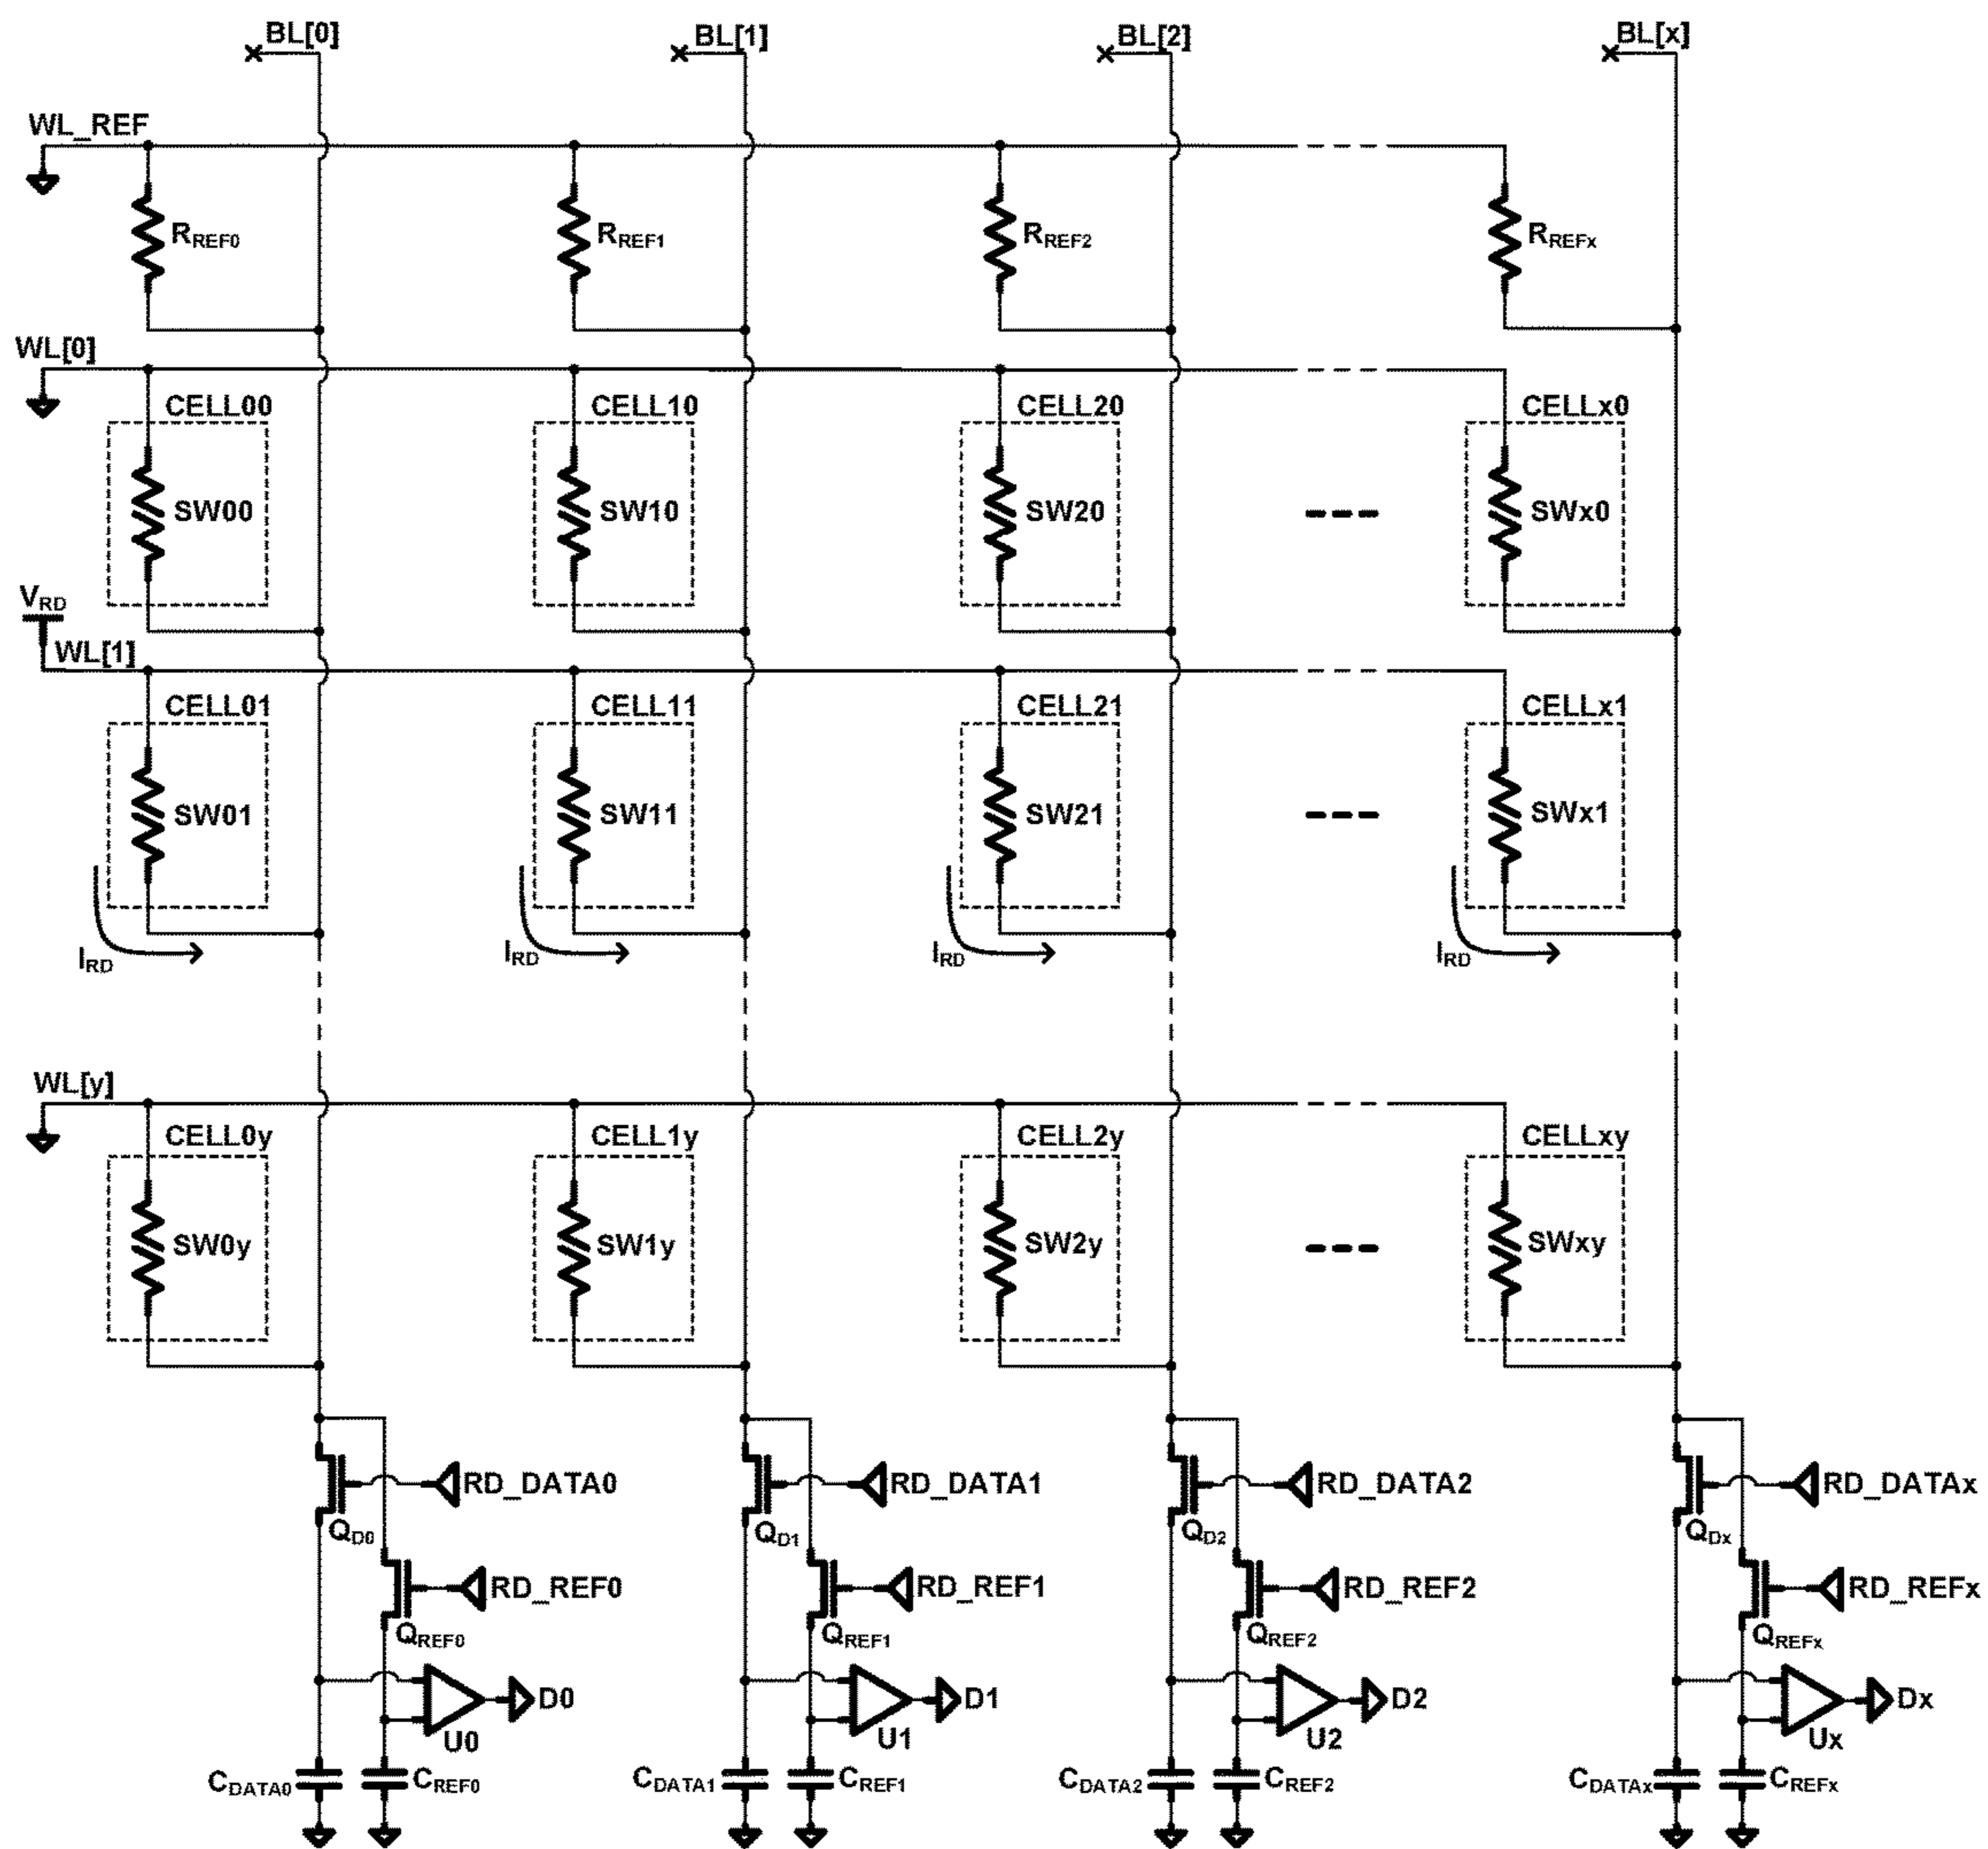 BL[0] BL[1] BL[2] BL[x]
WL_REF
RREF0 RREF1 RREF2 RREFx
WL[0]
CELL00 CELL10 CELL20 CELLx0
SW00 SW10 SW20 SWx0
VRD
WL[1]
CELL01 CELL11 CELL21 CELLx1
SW01 SW11 SW21 SWx1
IRD IRD IRD IRD
WL[y]
CELL0y CELL1y CELL2y CELLxy
SW0y SW1y SW2y SWxy
RD_DATA0 RD_DATA1 RD_DATA2 RD_DATAx
QD0 QD1 QD2 QDx
RD_REF0 RD_REF1 RD_REF2 RD_REFx
QREF0 QREF1 QREF2 QREFx
D0 D1 D2 Dx
U0 U1 U2 Ux
CDATA0 CREF0 CDATA1 CREF1 CDATA2 CREF2 CDATAx CREFx